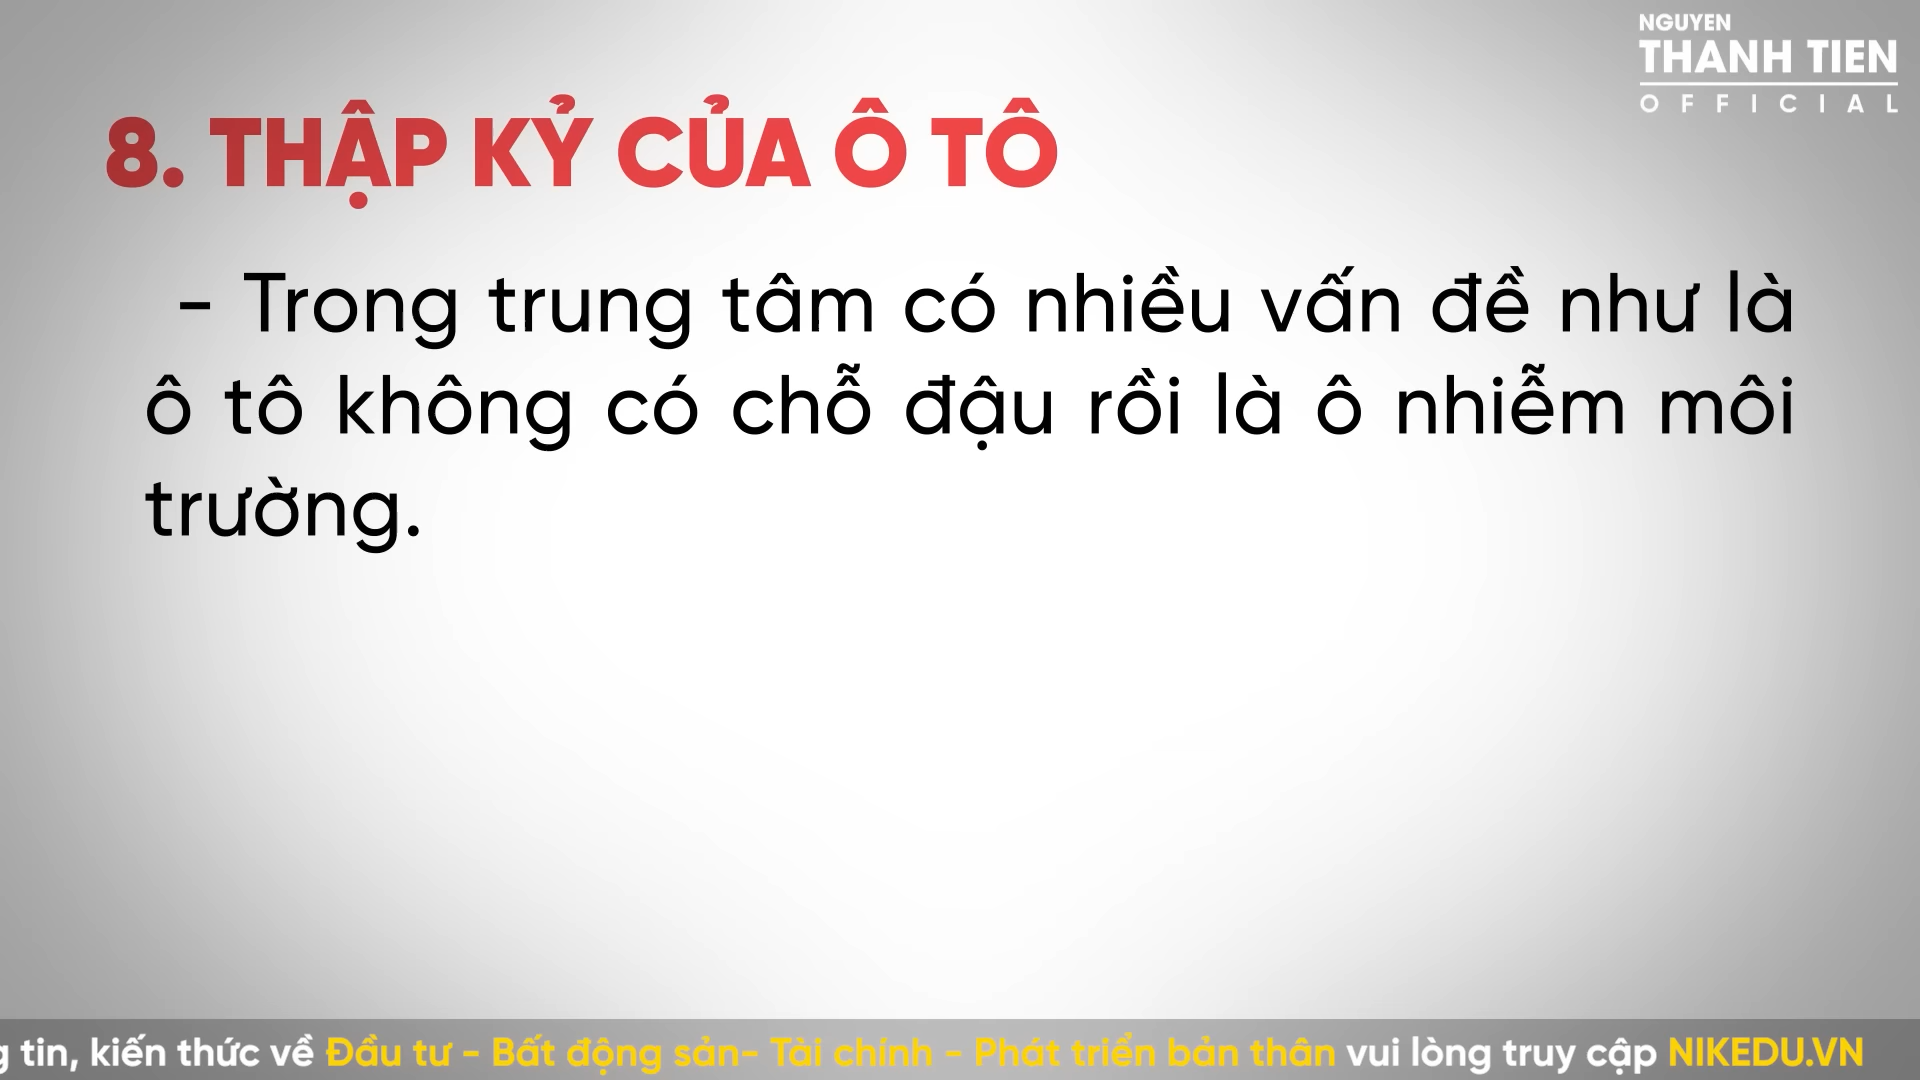 NGUYEN
THANH TIEN
OFFICIAL
8. THẬP KỶ CỦA Ô TÔ
- Trong trung tâm có nhiều vấn đề như là
ô tô không có chỗ đậu rồi là ô nhiễm môi
trường.
tin, kiến thức về Đầu tư - Bất động sản- Tài chính - Phát triển bản thân vui lòng truy cập NIKEDU.VN